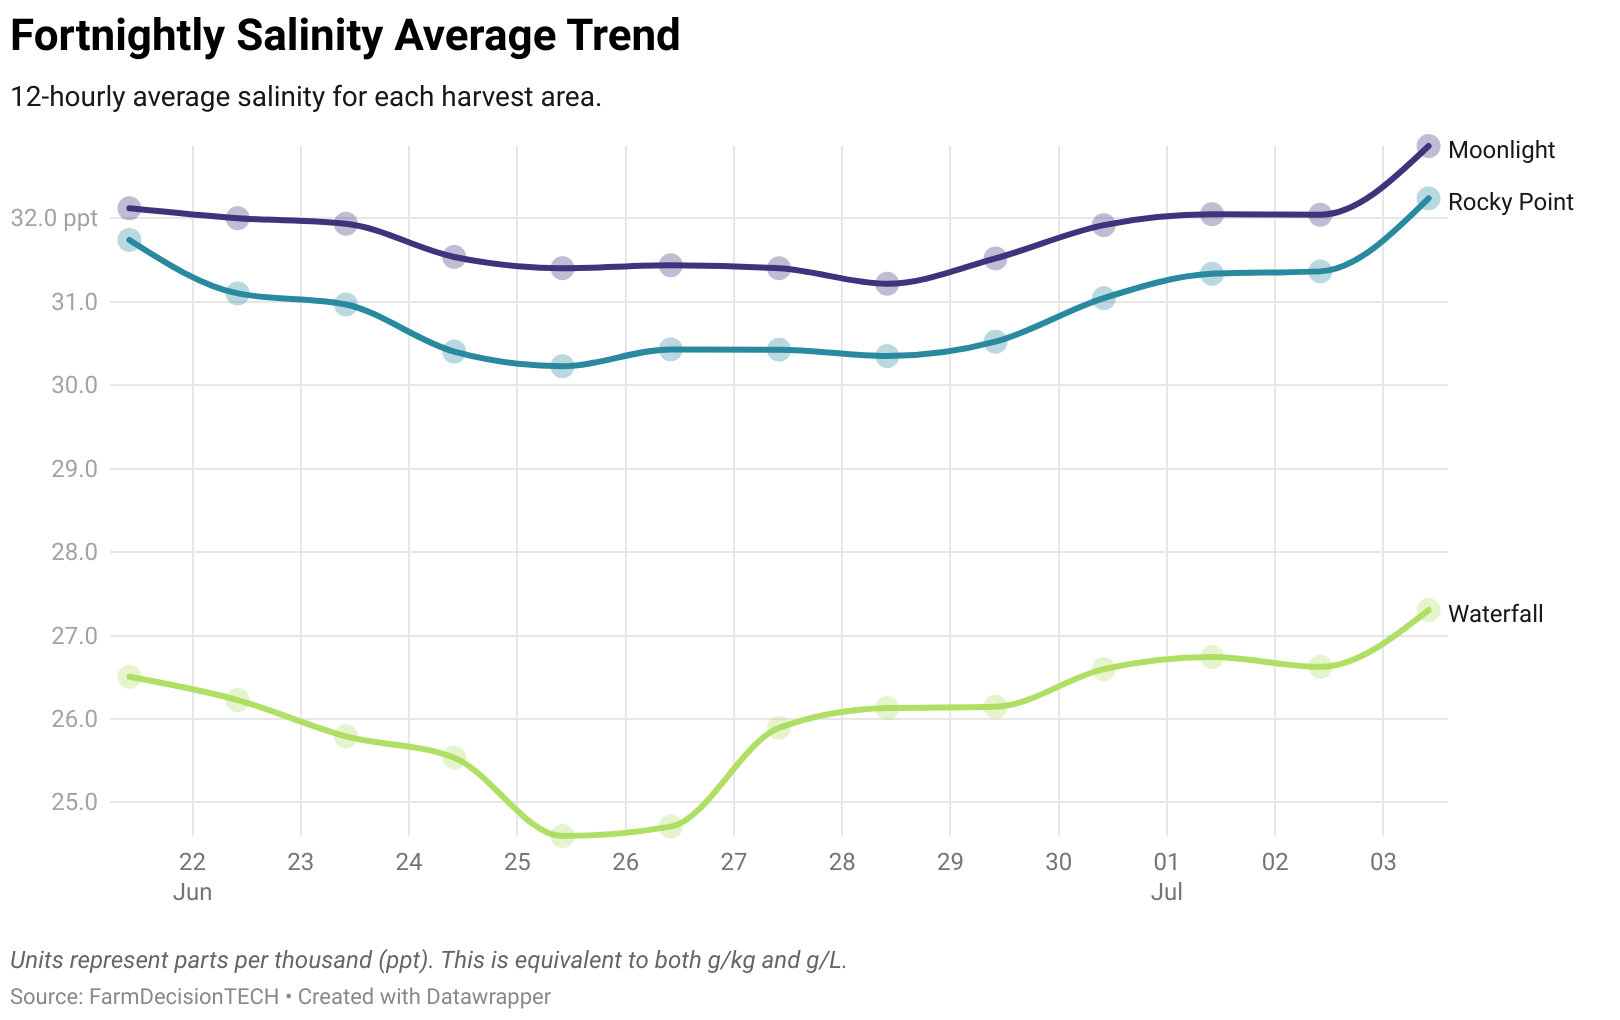 Fortnightly Salinity Average Trend
12-hourly average salinity for each harvest area.
Moonlight
Rocky Point
32.0 ppt
31.0
30.0
29.0
28.0
27.0
26.0
25.0
Waterfall
22 23 24 25 26 27 28 29 30 01 02 03
Jun Jul
Units represent parts per thousand (ppt). This is equivalent to both g/kg and g/L.
Source: FarmDecisionTECH • Created with Datawrapper